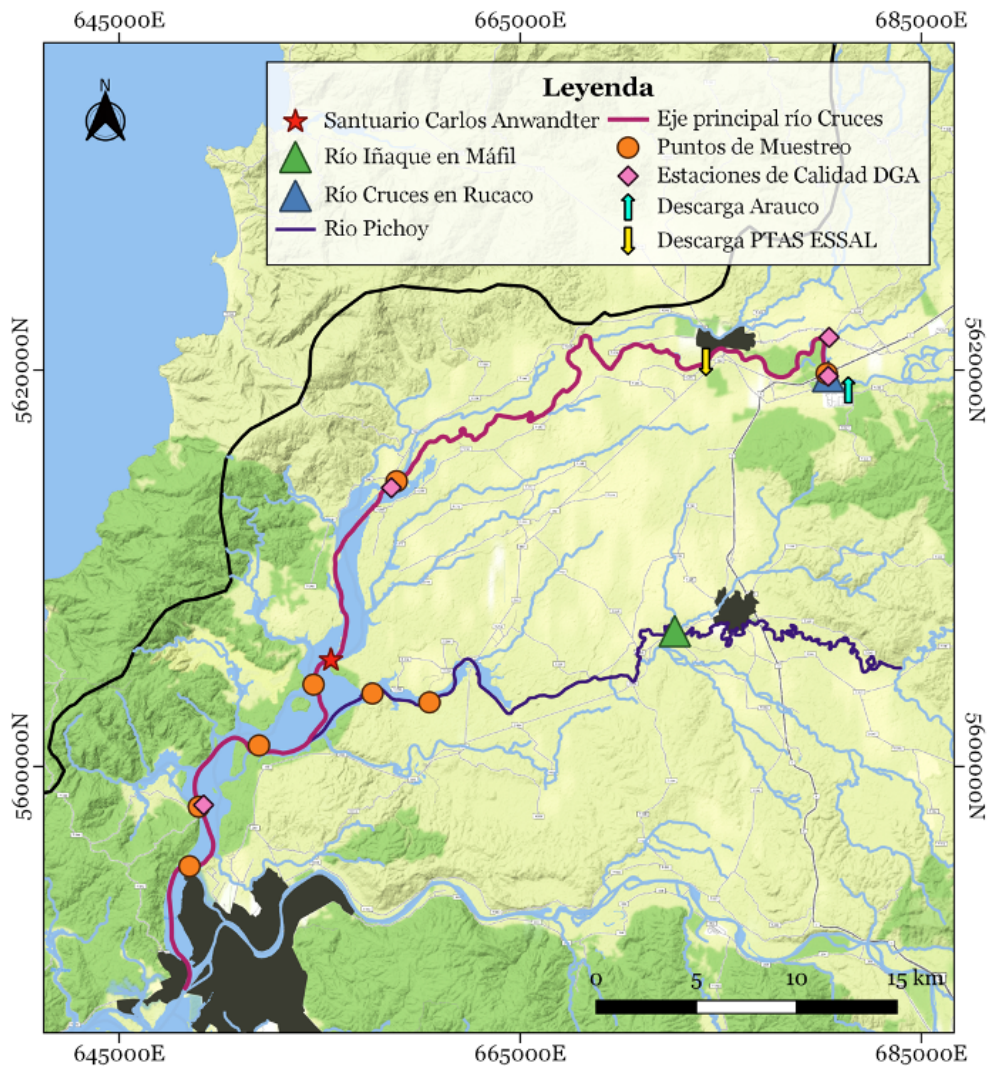 645000E 665000E 685000E
N
Leyenda
Santuario Carlos Anwandter
Río Iñaque en Máfil
Río Cruces en Rucaco
Rio Pichoy
Eje principal río Cruces
Puntos de Muestreo
Estaciones de Calidad DGA
Descarga Arauco
Descarga PTAS ESSAL
5620000N 5620000N
5600000N 5600000N
0 5 10 15 km
645000E 665000E 685000E